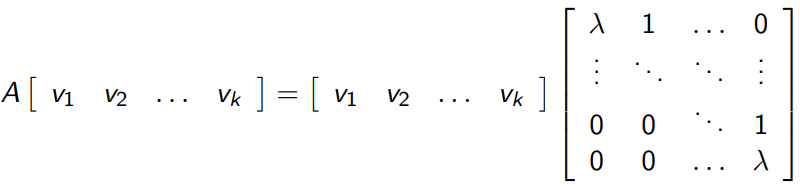 A [ v₁ v₂ … vₖ ] = [ v₁ v₂ … vₖ ] [ λ 1 … 0
⋮ ⋱ ⋱ ⋮
0 0 ⋱ 1
0 0 … λ ]